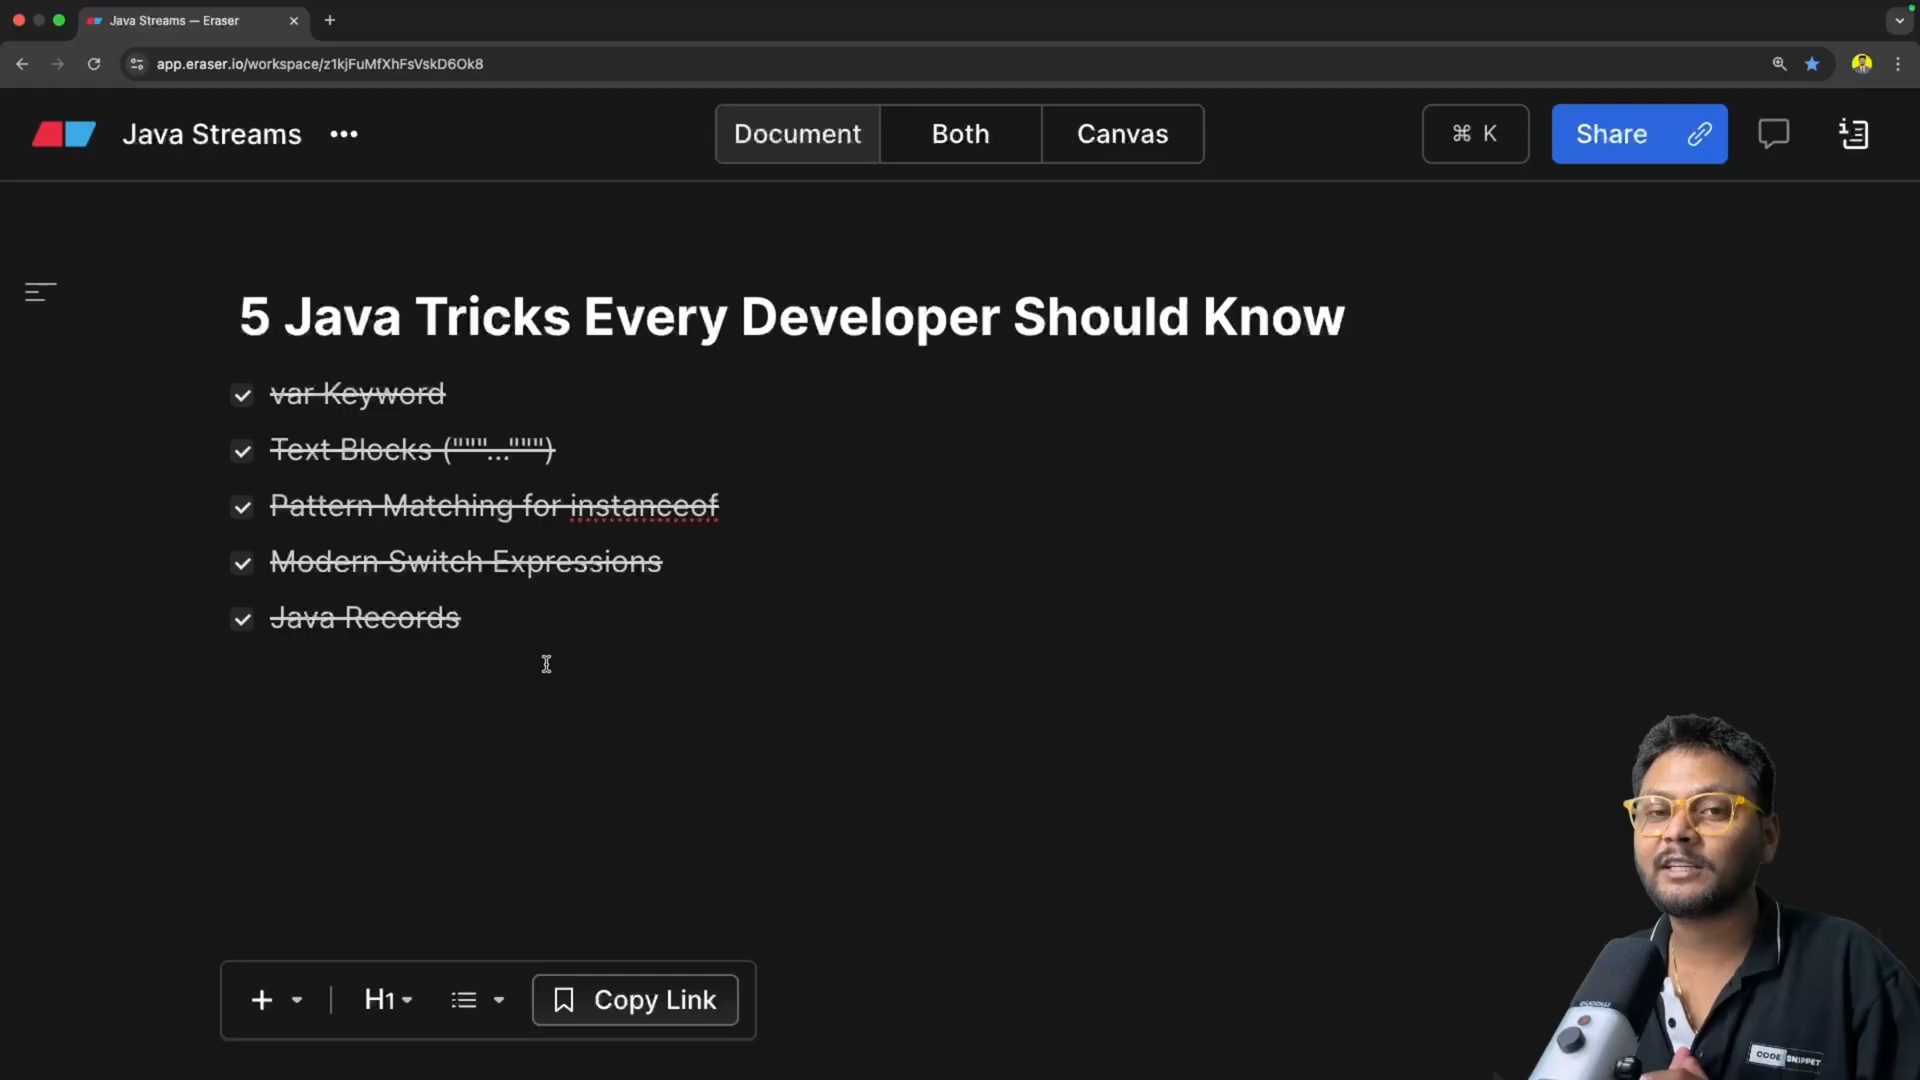 Java Streams — Eraser
app.eraser.io/workspace/z1kjFuMfXhFsVskD6Ok8
Java Streams
Document
Both
Canvas
⌘ K
Share
5 Java Tricks Every Developer Should Know
var Keyword
Text Blocks ("""...""")
Pattern Matching for instanceof
Modern Switch Expressions
Java Records
H1
Copy Link
CODE SNIPPET